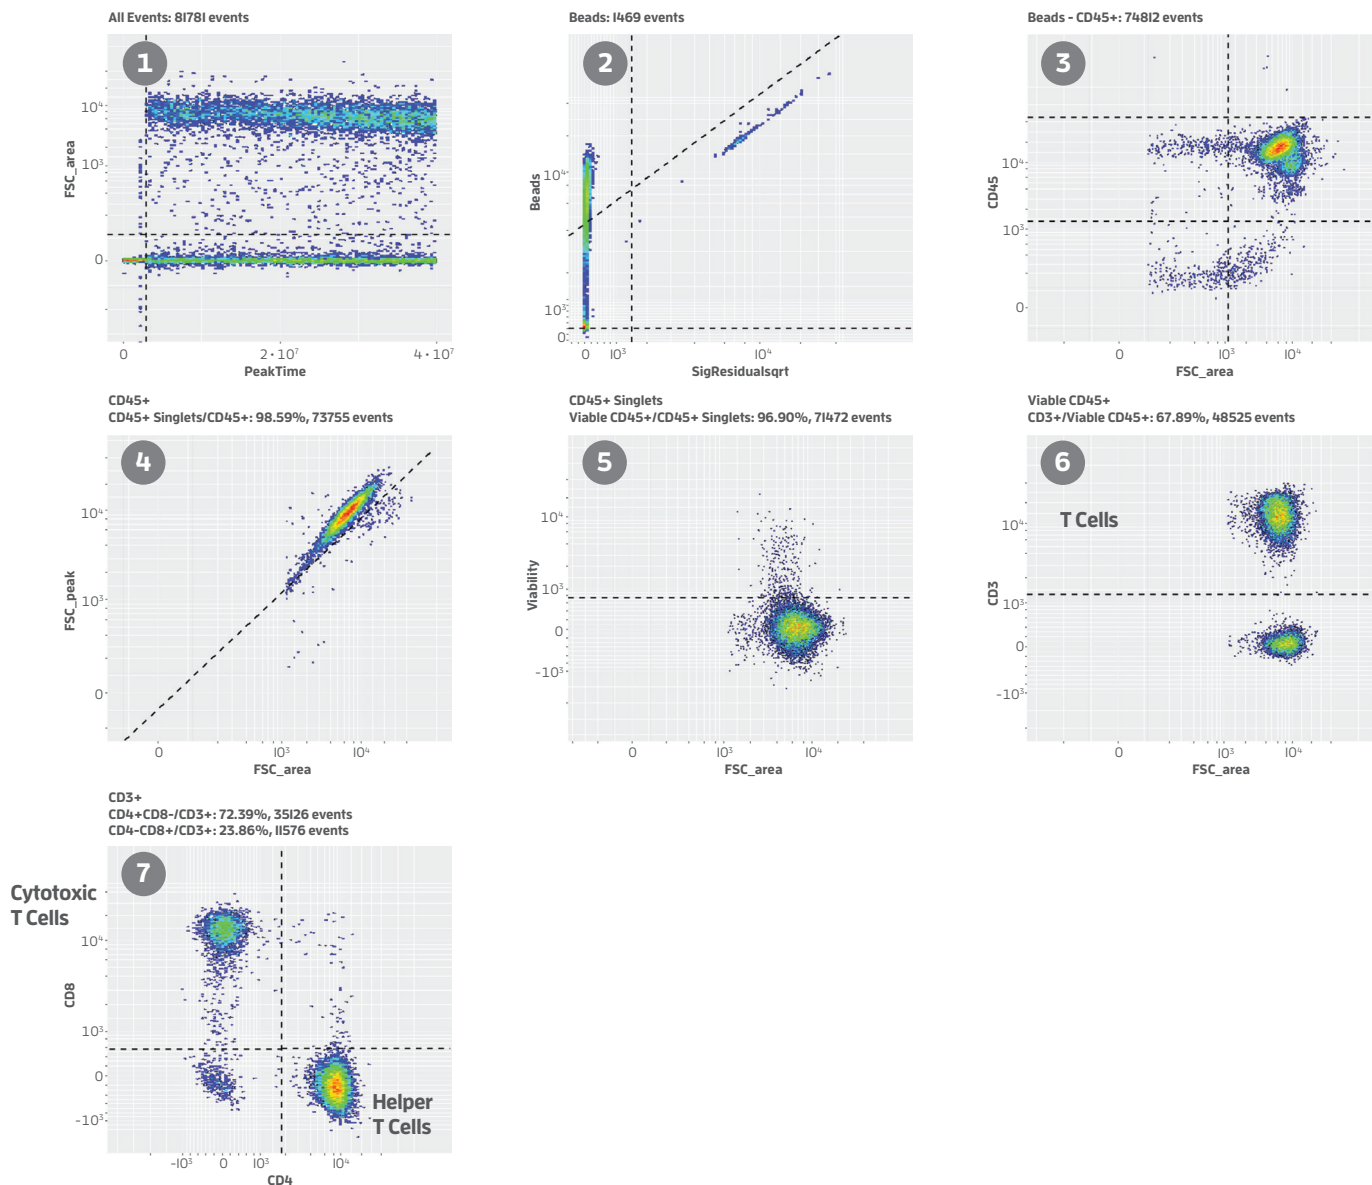 All Events: 81781 events
1
FSC_area
10⁴
10³
0
0
2·10⁷
4·10⁷
PeakTime
Beads: 1469 events
2
Beads
10⁴
10³
0
0
10³
10⁴
SigResidualsqrt
Beads - CD45+: 74812 events
3
CD45
10⁴
10³
0
0
10³
10⁴
FSC_area
CD45+
CD45+ Singlets/CD45+: 98.59%, 73755 events
4
FSC_peak
10⁴
10³
0
0
10³
10⁴
FSC_area
CD45+ Singlets
Viable CD45+/CD45+ Singlets: 96.90%, 71472 events
5
Viability
10⁴
10³
0
-10³
0
10³
10⁴
FSC_area
Viable CD45+
CD3+/Viable CD45+: 67.89%, 48525 events
6
T Cells
CD3
10⁴
10³
0
-10³
0
10³
10⁴
FSC_area
CD3+
CD4+CD8-/CD3+: 72.39%, 35126 events
CD4-CD8+/CD3+: 23.86%, 11576 events
7
Cytotoxic
T Cells
CD8
10⁴
10³
0
-10³
Helper
T Cells
-10³
0
10³
10⁴
CD4